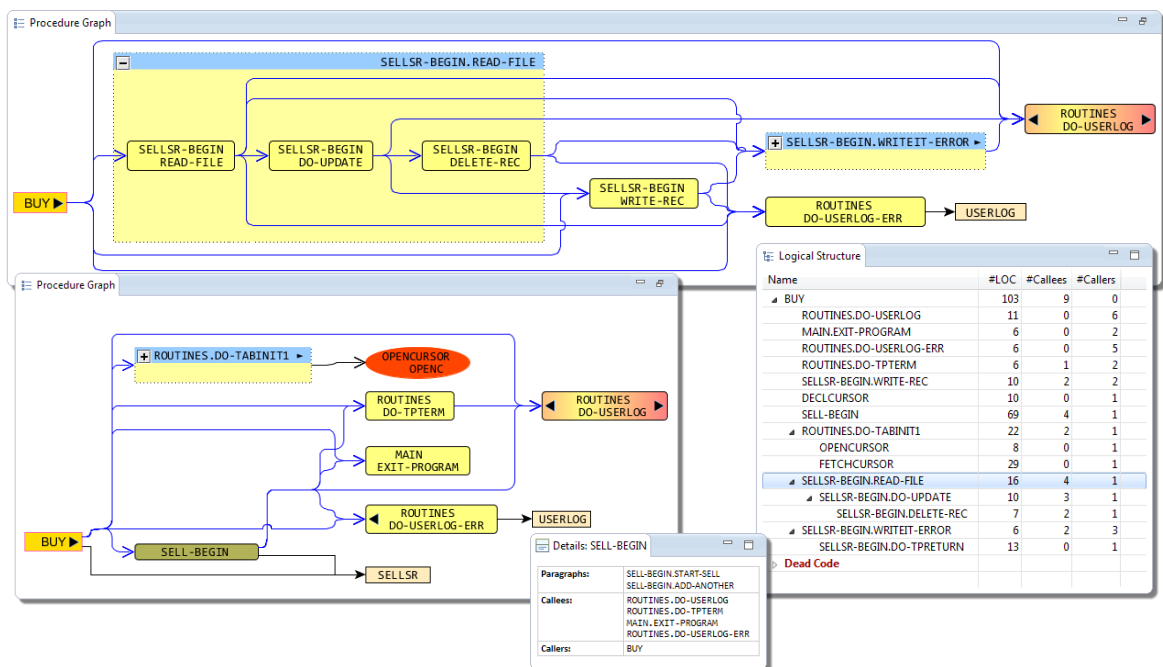 Procedure Graph
SELLSR-BEGIN.READ-FILE
ROUTINES
DO-USERLOG
SELLSR-BEGIN
READ-FILE
SELLSR-BEGIN
DO-UPDATE
SELLSR-BEGIN
DELETE-REC
SELLSR-BEGIN.WRITEIT-ERROR
SELLSR-BEGIN
WRITE-REC
BUY
ROUTINES
DO-USERLOG-ERR
USERLOG
Procedure Graph
ROUTINES.DO-TABINIT1
OPENCURSOR
OPENC
ROUTINES
DO-TPTERM
ROUTINES
DO-USERLOG
MAIN
EXIT-PROGRAM
ROUTINES
DO-USERLOG-ERR
USERLOG
BUY
SELL-BEGIN
SELLSR
Logical Structure
Name #LOC #Callees #Callers
BUY 103 9 0
ROUTINES.DO-USERLOG 11 0 6
MAIN.EXIT-PROGRAM 6 0 2
ROUTINES.DO-USERLOG-ERR 6 0 5
ROUTINES.DO-TPTERM 6 1 2
SELLSR-BEGIN.WRITE-REC 10 2 2
DECLCURSOR 10 0 1
SELL-BEGIN 69 4 1
ROUTINES.DO-TABINIT1 22 2 1
OPENCURSOR 8 0 1
FETCHCURSOR 29 0 1
SELLSR-BEGIN.READ-FILE 16 4 1
SELLSR-BEGIN.DO-UPDATE 10 3 1
SELLSR-BEGIN.DELETE-REC 7 2 1
SELLSR-BEGIN.WRITEIT-ERROR 6 2 3
SELLSR-BEGIN.DO-TPRETURN 13 0 1
Dead Code
Details: SELL-BEGIN
Paragraphs: SELL-BEGIN.START-SELL
SELL-BEGIN.ADD-ANOTHER
Callees: ROUTINES.DO-USERLOG
ROUTINES.DO-TPTERM
MAIN.EXIT-PROGRAM
ROUTINES.DO-USERLOG-ERR
Callers: BUY